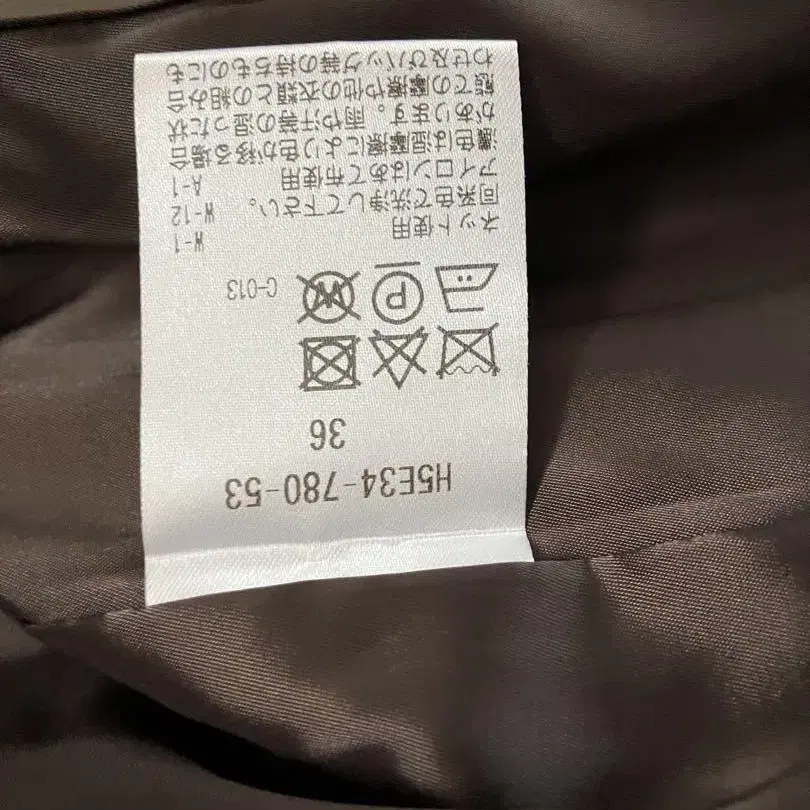 H5E34-780-53
36
P W C-013
ネット使用 W-1
同系色で洗浄して下さい。 W-12
アイロンはあて布使用 A-1
濃色は湿摩擦により色が移る場合
があります。雨や汗等の湿った状
態での摩擦や他の衣類との組み合
わせ及びバッグ等の持ちものにも